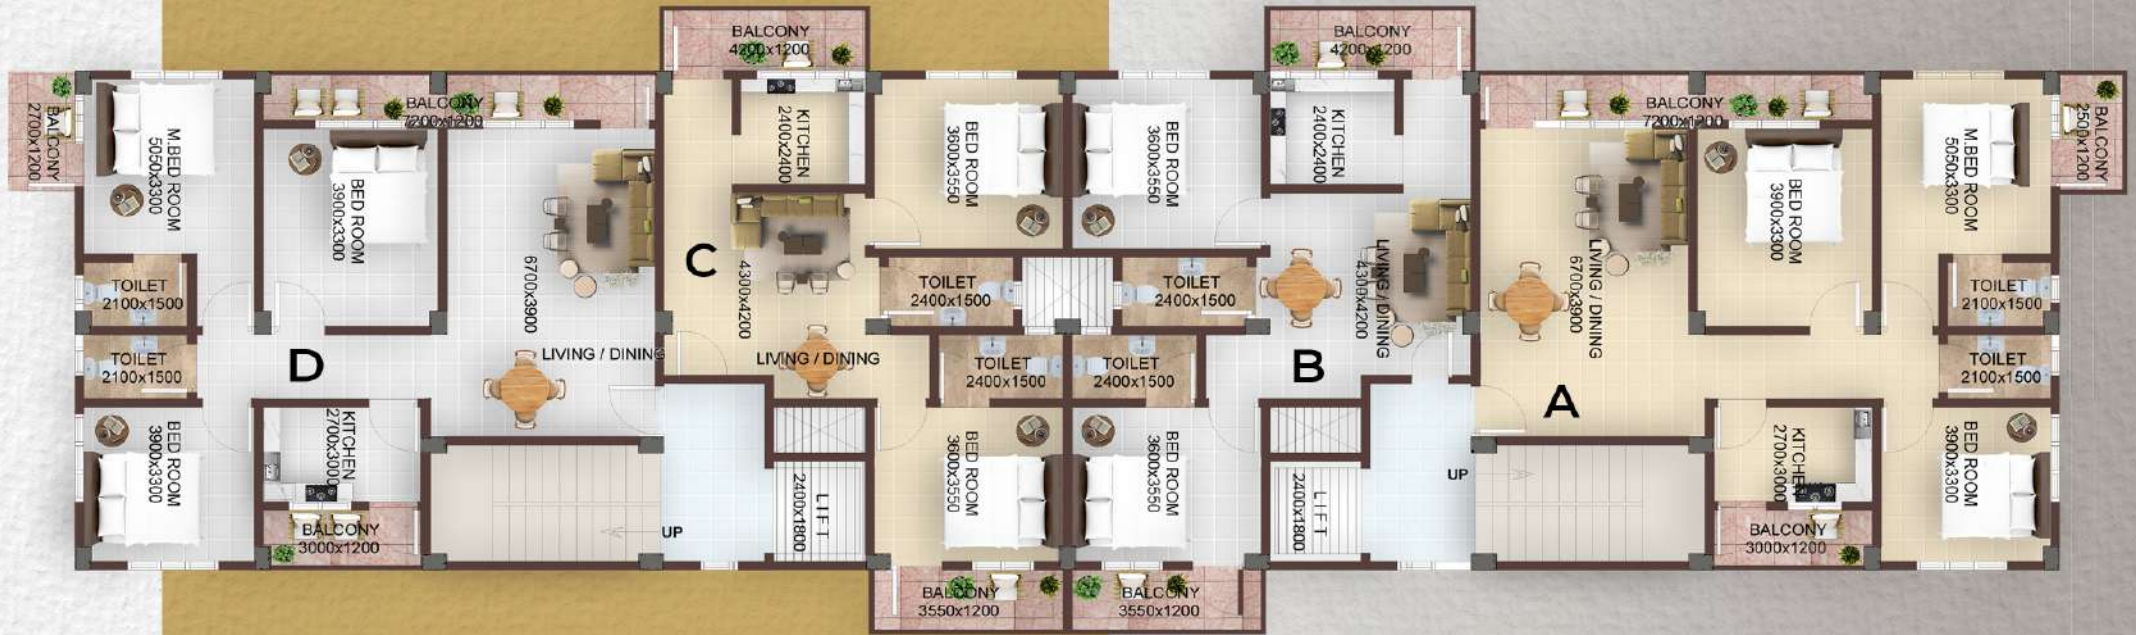 BALCONY
2700x1200
M.BED ROOM
5050x3300
BED ROOM
3900x3300
BALCONY
7200x1200
TOILET
2100x1500
TOILET
2100x1500
D
6700x3900
LIVING / DINING
BED ROOM
3900x3300
KITCHEN
2700x3000
BALCONY
3000x1200
UP
BALCONY
4200x1200
KITCHEN
2400x2400
BED ROOM
3600x3550
C
4300x4200
LIVING / DINING
TOILET
2400x1500
TOILET
2400x1500
LIFT
2400x1800
BED ROOM
3600x3550
BALCONY
3550x1200
BALCONY
4200x1200
BED ROOM
3600x3550
KITCHEN
2400x2400
TOILET
2400x1500
TOILET
2400x1500
B
LIVING / DINING
4300x4200
BED ROOM
3600x3550
LIFT
2400x1800
BALCONY
3550x1200
UP
BALCONY
7200x1200
LIVING / DINING
6700x3900
A
BED ROOM
3900x3300
M.BED ROOM
5050x3300
BALCONY
2500x1200
TOILET
2100x1500
TOILET
2100x1500
KITCHEN
2700x3000
BALCONY
3000x1200
BED ROOM
3900x3300